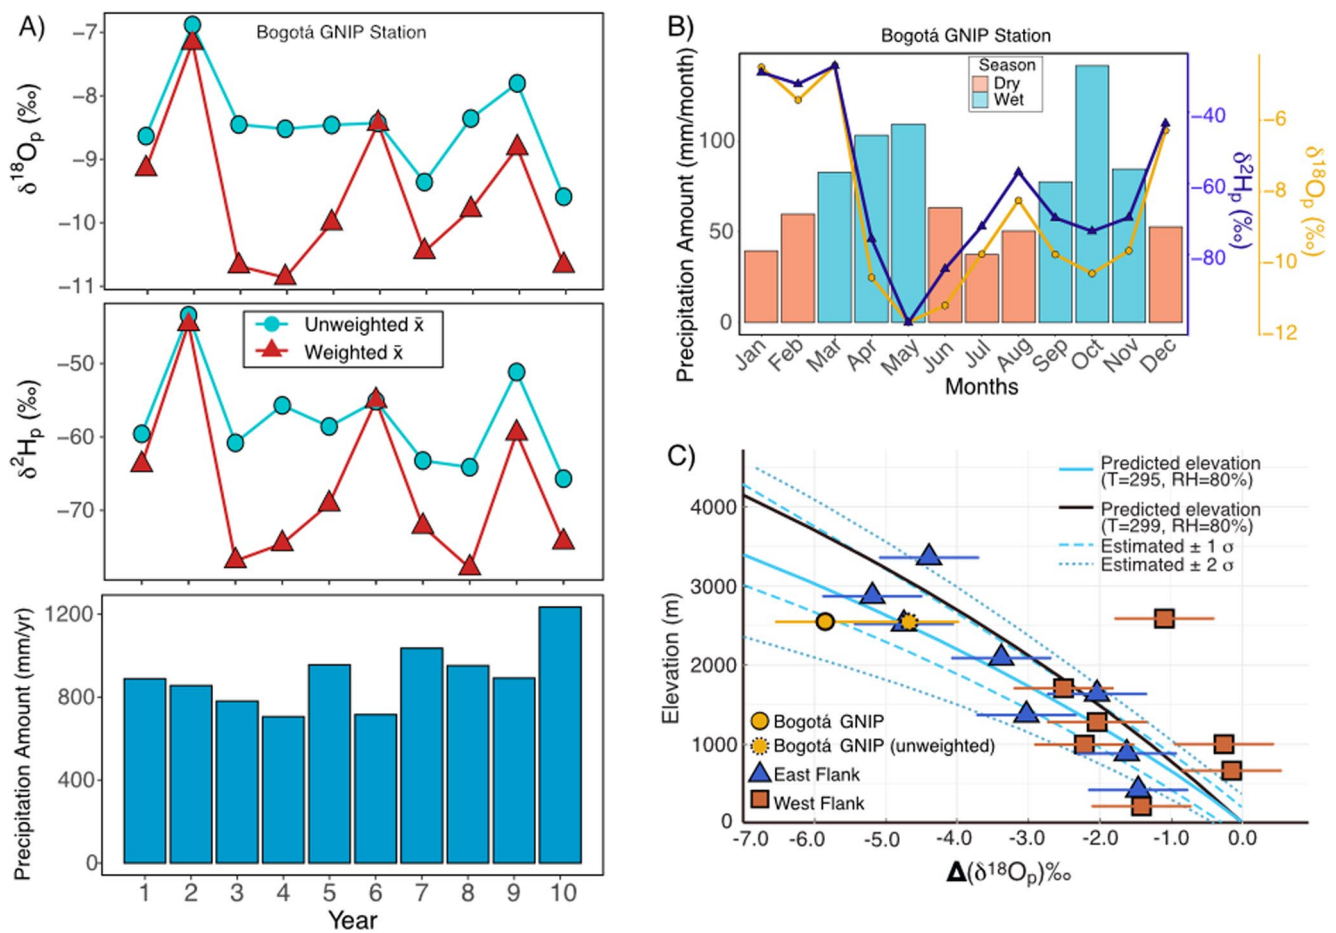 A)
Bogotá GNIP Station
δ¹⁸Oₚ (‰)
−7
−8
−9
−10
−11
δ²Hₚ (‰)
−50
−60
−70
Unweighted x̄
Weighted x̄
Precipitation Amount (mm/yr)
1200
800
400
0
1 2 3 4 5 6 7 8 9 10
Year
B)
Bogotá GNIP Station
Precipitation Amount (mm/month)
100
50
0
Season
Dry
Wet
−40
−60
−80
δ²Hₚ (‰)
−6
−8
−10
−12
δ¹⁸Oₚ (‰)
Jan Feb Mar Apr May Jun Jul Aug Sep Oct Nov Dec
Months
C)
Elevation (m)
4000
3000
2000
1000
0
Predicted elevation
(T=295, RH=80%)
Predicted elevation
(T=299, RH=80%)
Estimated ± 1 σ
Estimated ± 2 σ
Bogotá GNIP
Bogotá GNIP (unweighted)
East Flank
West Flank
-7.0 -6.0 -5.0 -4.0 -3.0 -2.0 -1.0 0.0
Δ(δ¹⁸Oₚ)‰